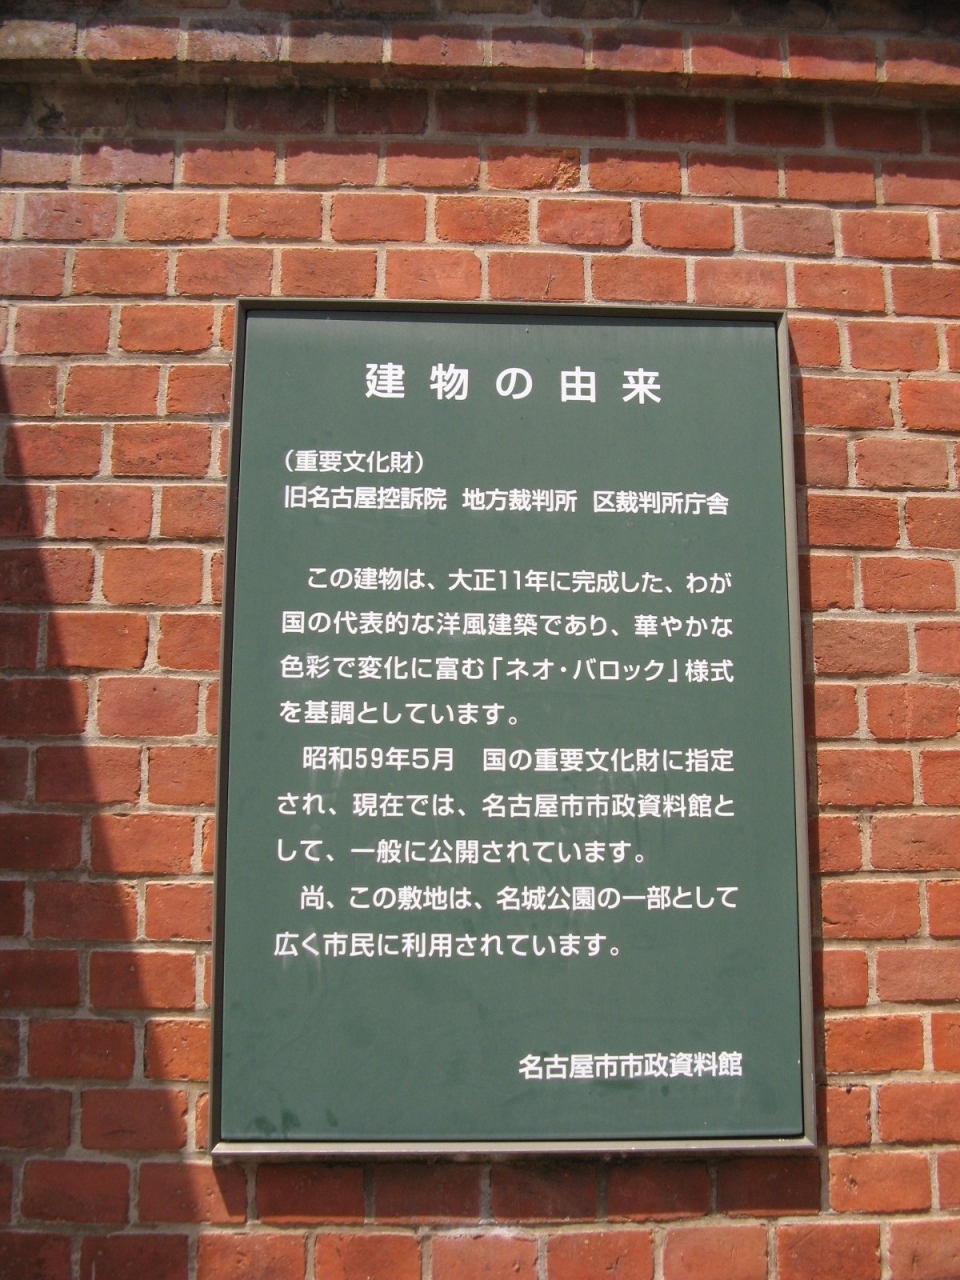 建物の由来
（重要文化財）
旧名古屋控訴院 地方裁判所 区裁判所庁舎
この建物は、大正11年に完成した、わが
国の代表的な洋風建築であり、華やかな
色彩で変化に富む「ネオ・バロック」様式
を基調としています。
昭和59年5月　国の重要文化財に指定
され、現在では、名古屋市市政資料館と
して、一般に公開されています。
尚、この敷地は、名城公園の一部として
広く市民に利用されています。
名古屋市市政資料館